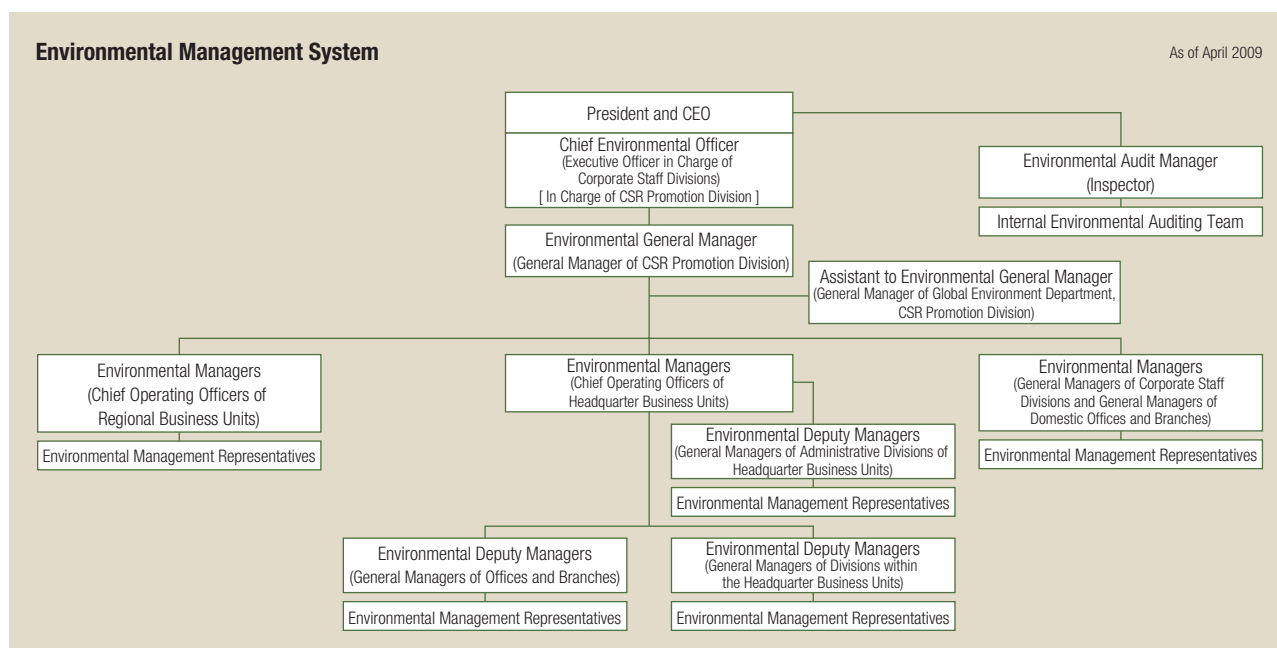 Environmental Management System
As of April 2009
President and CEO
Chief Environmental Officer
(Executive Officer in Charge of
Corporate Staff Divisions)
[ In Charge of CSR Promotion Division ]
Environmental Audit Manager
(Inspector)
Internal Environmental Auditing Team
Environmental General Manager
(General Manager of CSR Promotion Division)
Assistant to Environmental General Manager
(General Manager of Global Environment Department,
CSR Promotion Division)
Environmental Managers
(Chief Operating Officers of
Regional Business Units)
Environmental Management Representatives
Environmental Managers
(Chief Operating Officers of
Headquarter Business Units)
Environmental Managers
(General Managers of Corporate Staff
Divisions and General Managers of
Domestic Offices and Branches)
Environmental Management Representatives
Environmental Deputy Managers
(General Managers of Administrative Divisions of
Headquarter Business Units)
Environmental Management Representatives
Environmental Deputy Managers
(General Managers of Offices and Branches)
Environmental Management Representatives
Environmental Deputy Managers
(General Managers of Divisions within
the Headquarter Business Units)
Environmental Management Representatives